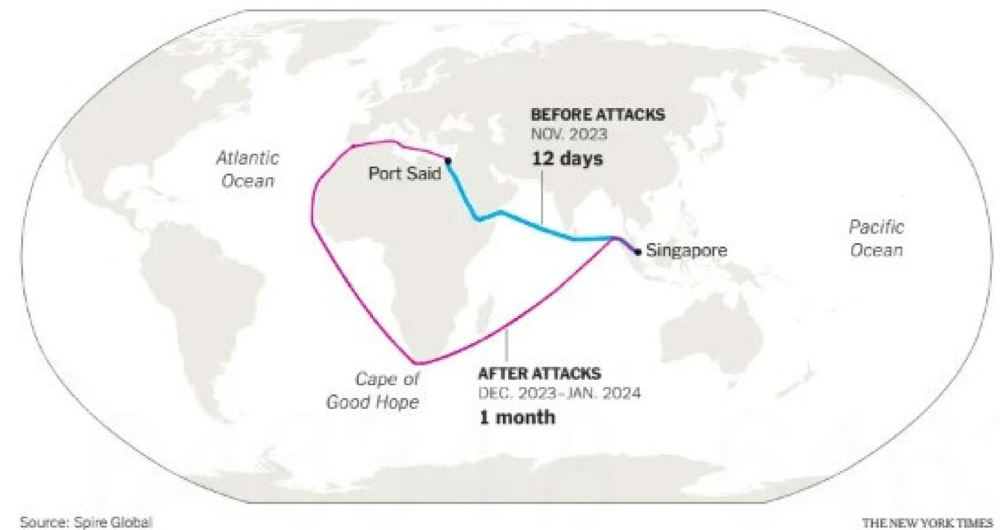 BEFORE ATTACKS
NOV. 2023
12 days
Atlantic
Ocean
Port Said
Pacific
Ocean
Singapore
AFTER ATTACKS
DEC. 2023–JAN. 2024
1 month
Cape of
Good Hope
Source: Spire Global
THE NEW YORK TIMES